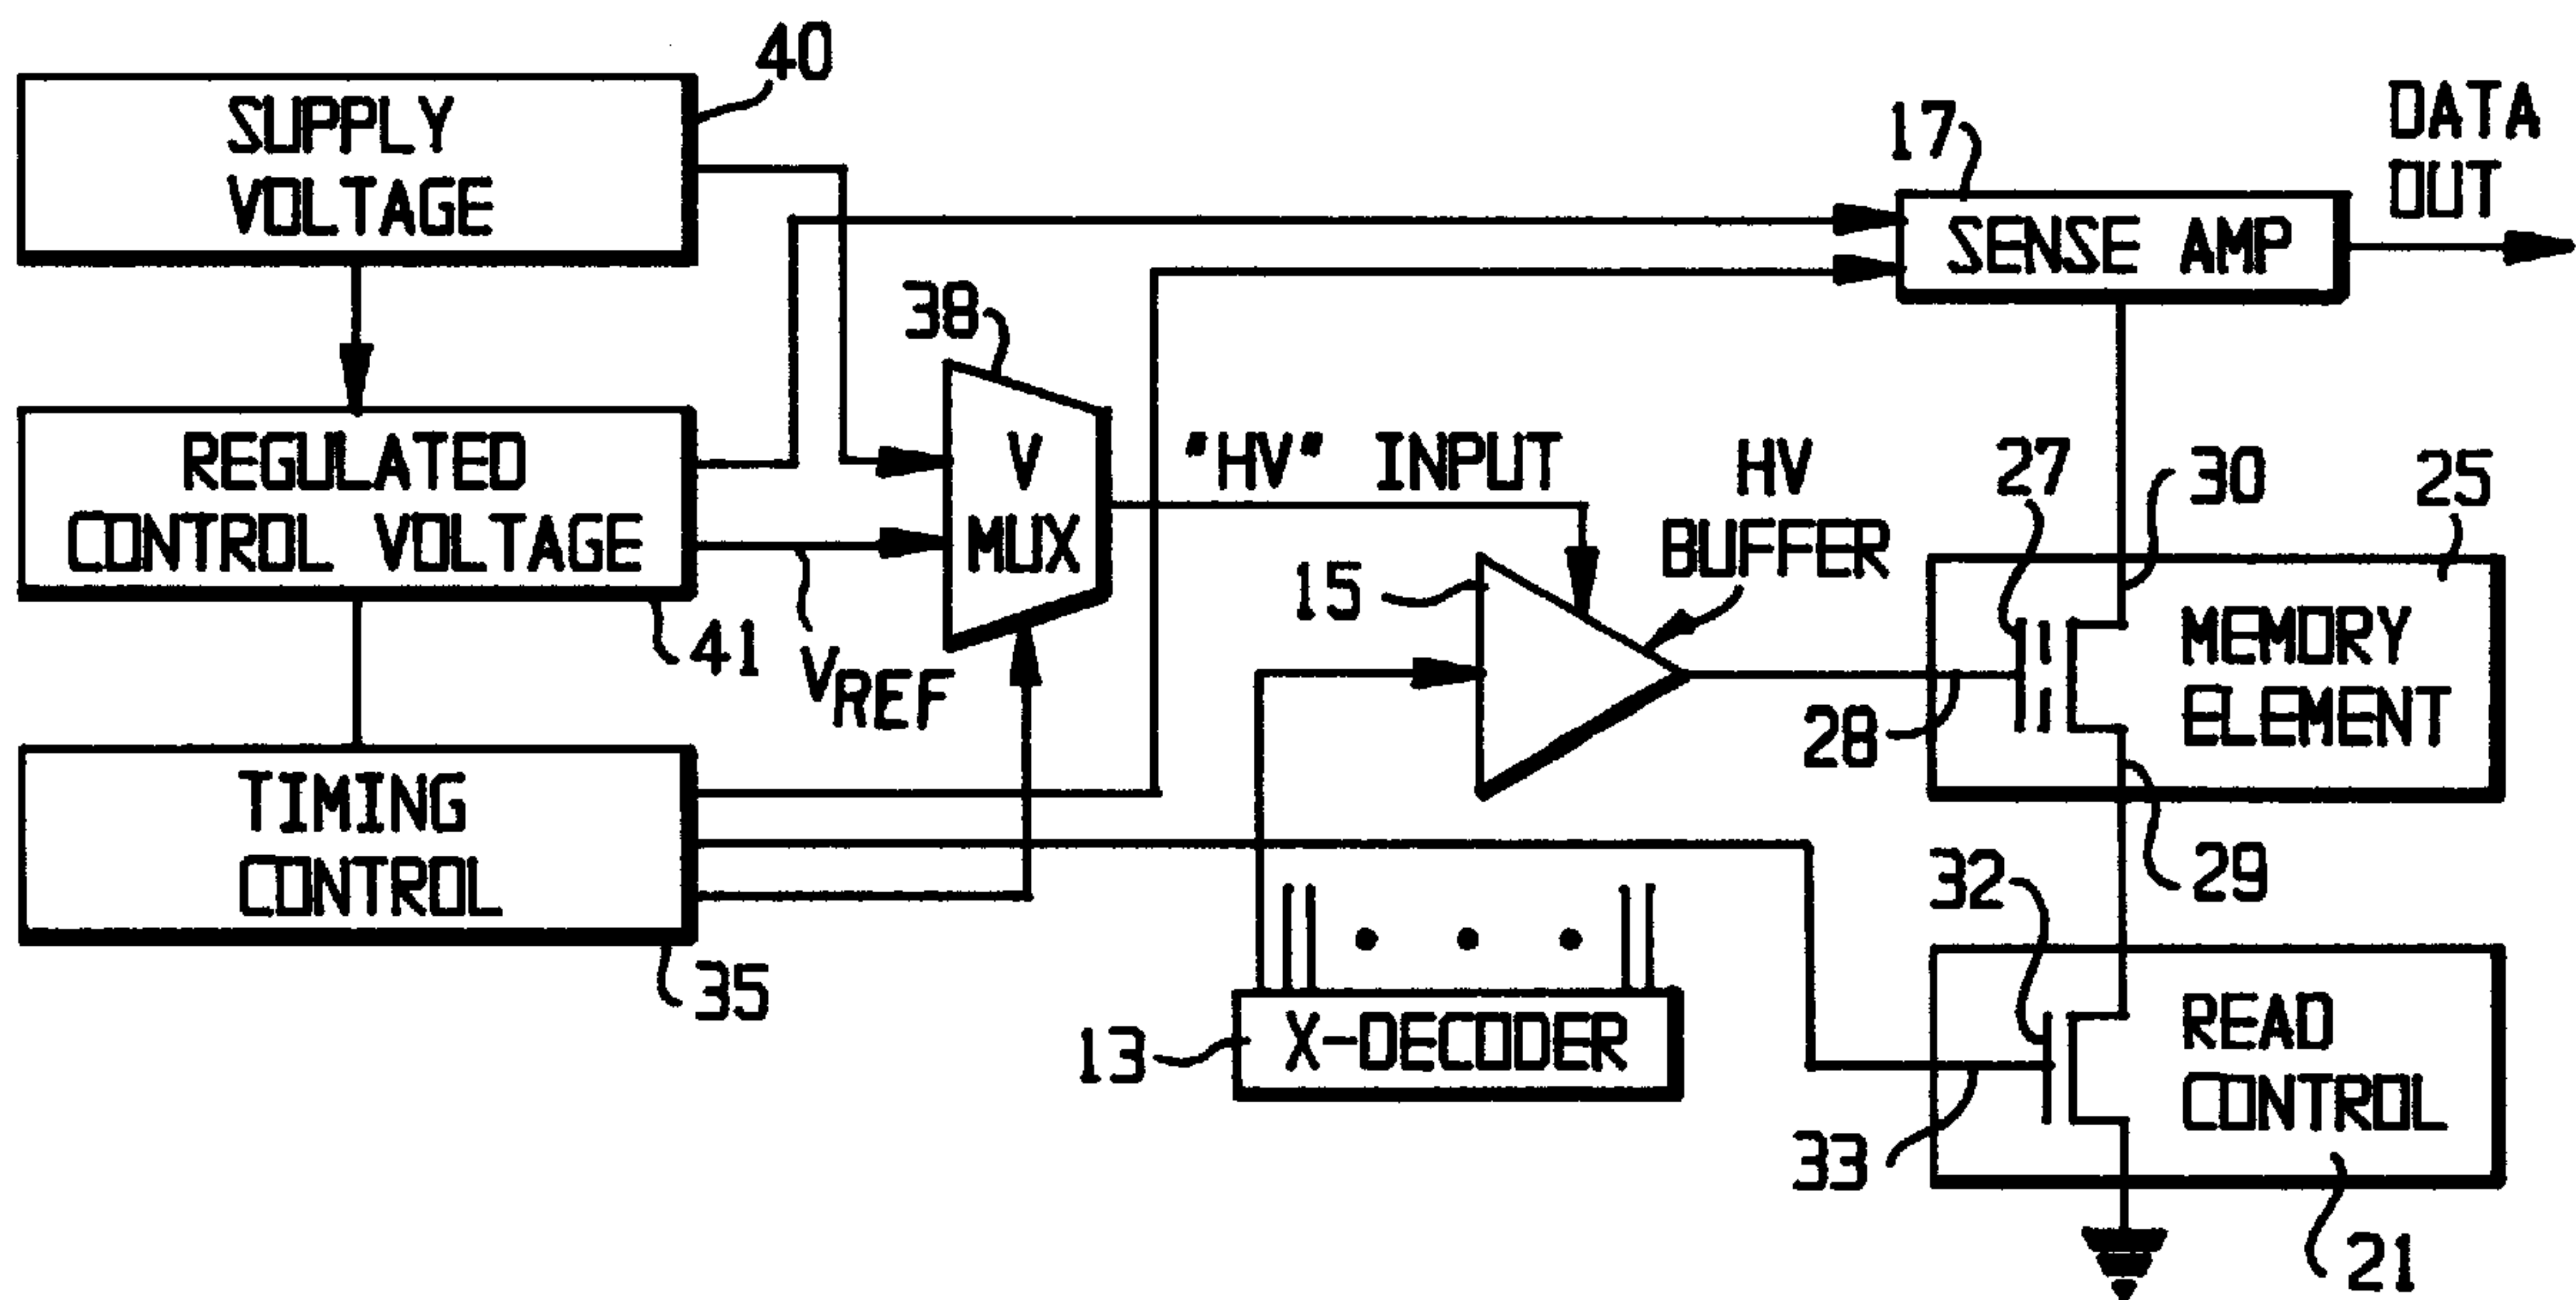 40
SUPPLY
VOLTAGE
17
DATA
OUT
SENSE AMP
38
REGULATED
CONTROL VOLTAGE
V
MUX
"HV" INPUT
HV
BUFFER
27
30
25
15
41
VREF
MEMORY
ELEMENT
28
TIMING
CONTROL
29
32
35
13
X-DECODER
READ
CONTROL
33
21